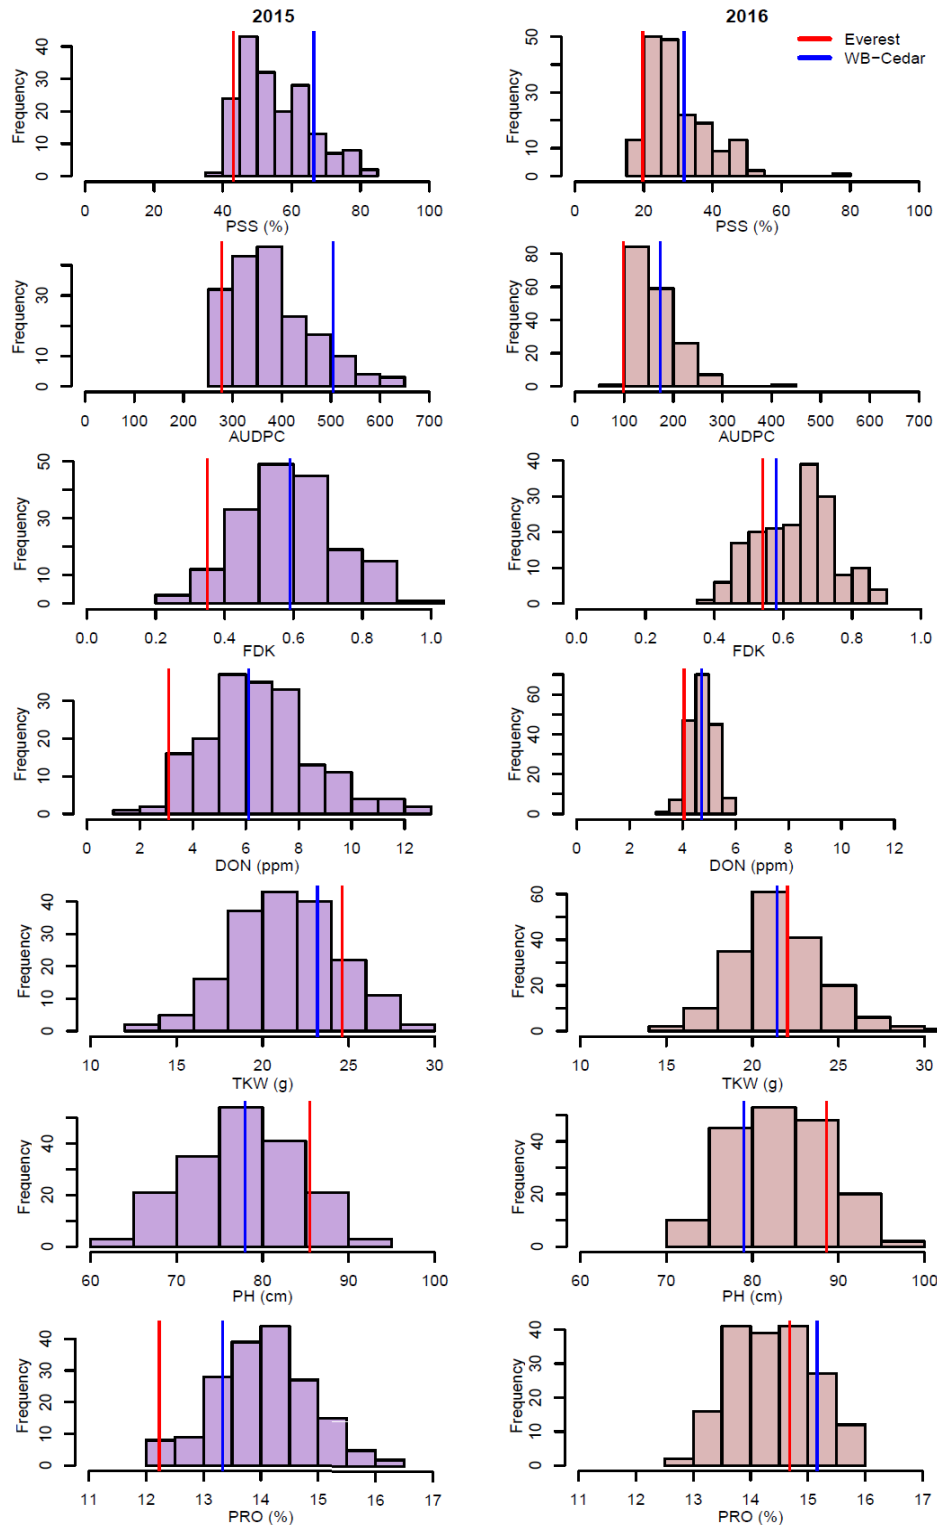 2015
2016
Everest
WB−Cedar
Frequency
0 10 20 30 40
0 20 40 60 80 100
PSS (%)
Frequency
0 10 30 50
0 20 40 60 80 100
PSS (%)
Frequency
0 10 30
0 100 200 300 400 500 600 700
AUDPC
Frequency
0 20 40 60 80
0 100 200 300 400 500 600 700
AUDPC
Frequency
0 10 30 50
0.0 0.2 0.4 0.6 0.8 1.0
FDK
Frequency
0 10 20 30 40
0.0 0.2 0.4 0.6 0.8 1.0
FDK
Frequency
0 10 30
0 2 4 6 8 10 12
DON (ppm)
Frequency
0 20 40 60
0 2 4 6 8 10 12
DON (ppm)
Frequency
0 10 20 40
10 15 20 25 30
TKW (g)
Frequency
0 20 40 60
10 15 20 25 30
TKW (g)
Frequency
0 20 40
60 70 80 90 100
PH (cm)
Frequency
0 20 40
60 70 80 90 100
PH (cm)
Frequency
0 10 20 30 40
11 12 13 14 15 16 17
PRO (%)
Frequency
0 10 20 30 40
11 12 13 14 15 16 17
PRO (%)